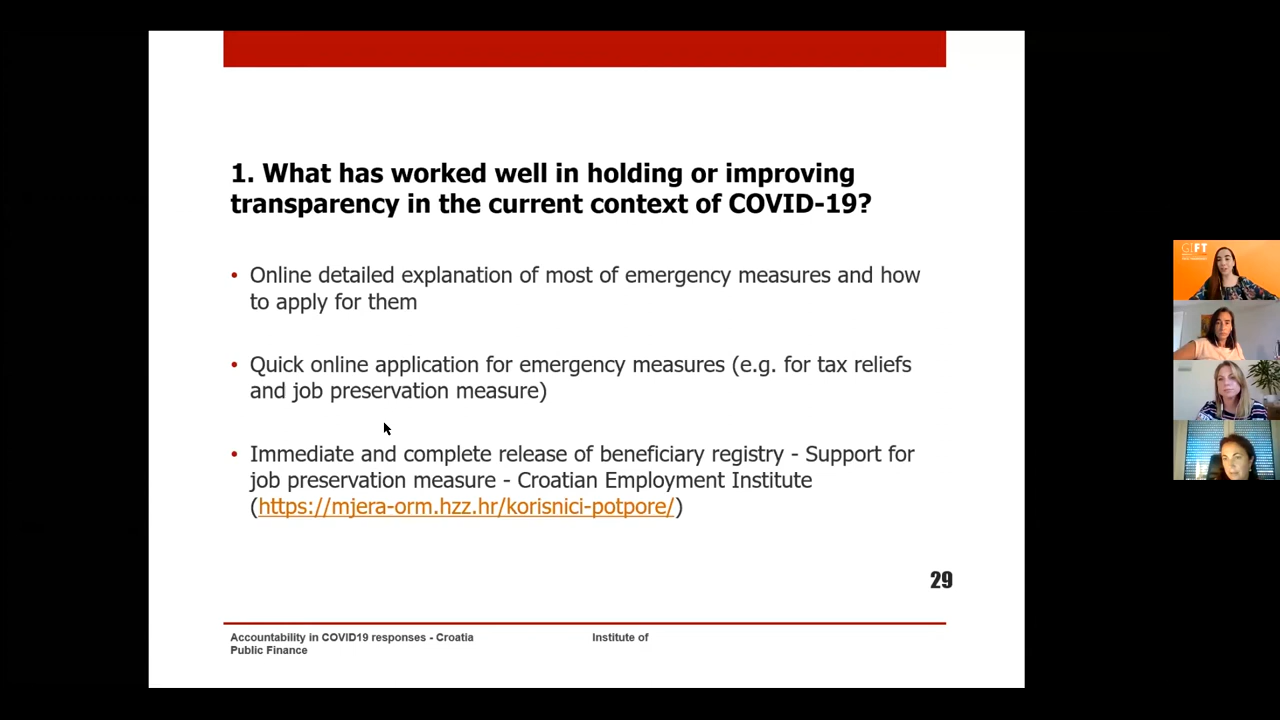 1. What has worked well in holding or improving
transparency in the current context of COVID-19?
• Online detailed explanation of most of emergency measures and how
to apply for them
• Quick online application for emergency measures (e.g. for tax reliefs
and job preservation measure)
• Immediate and complete release of beneficiary registry - Support for
job preservation measure - Croatian Employment Institute
(https://mjera-orm.hzz.hr/korisnici-potpore/)
29
Accountability in COVID19 responses - Croatia Institute of
Public Finance
GIFT